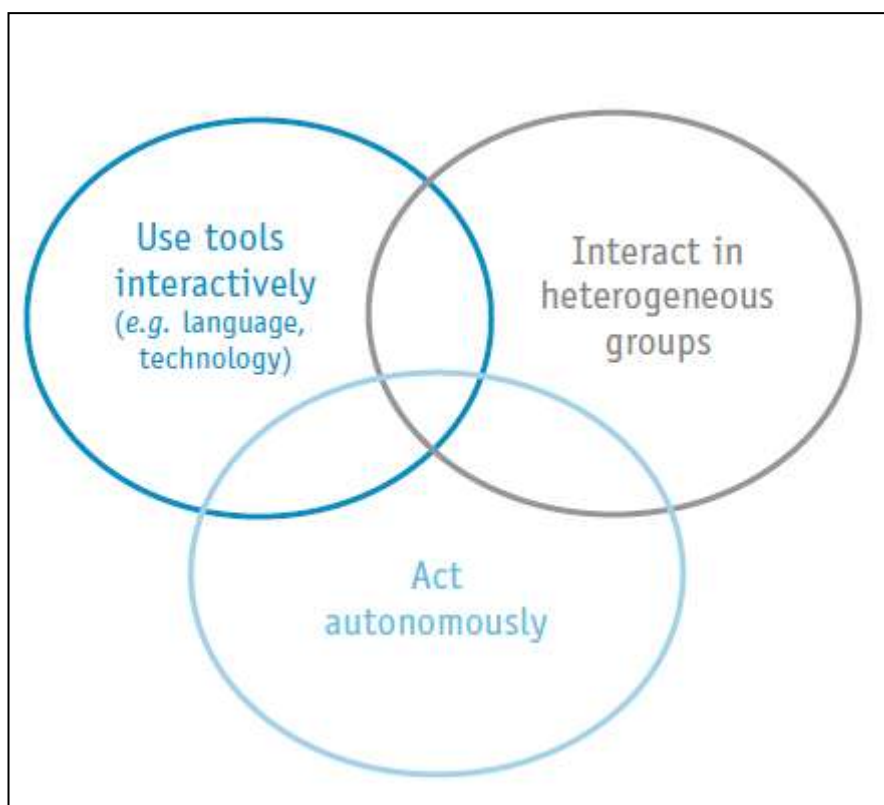 Use tools
interactively
(e.g. language,
technology)
Interact in
heterogeneous
groups
Act
autonomously